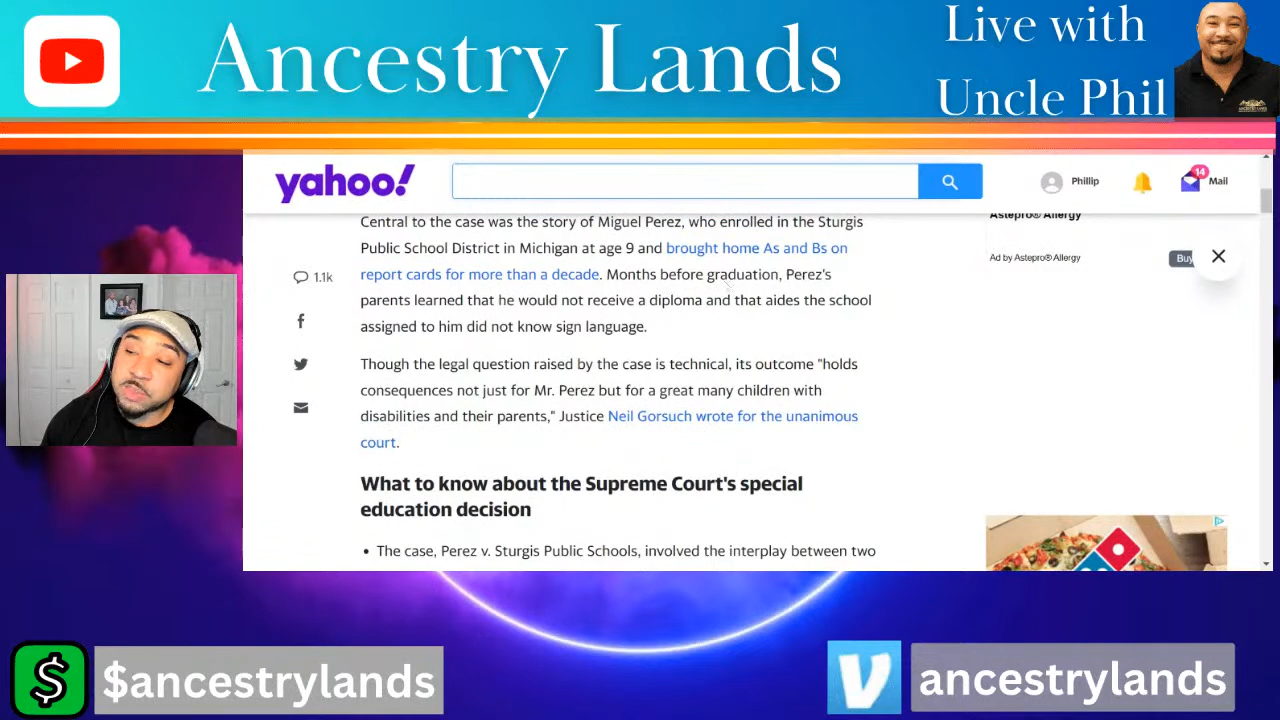 Ancestry Lands
Live with
Uncle Phil
yahoo!
Phillip
14
Mail
Central to the case was the story of Miguel Perez, who enrolled in the Sturgis
Public School District in Michigan at age 9 and brought home As and Bs on
report cards for more than a decade. Months before graduation, Perez's
parents learned that he would not receive a diploma and that aides the school
assigned to him did not know sign language.
1.1k
Though the legal question raised by the case is technical, its outcome "holds
consequences not just for Mr. Perez but for a great many children with
disabilities and their parents," Justice Neil Gorsuch wrote for the unanimous
court.
What to know about the Supreme Court's special
education decision
• The case, Perez v. Sturgis Public Schools, involved the interplay between two
Astepro® Allergy
Ad by Astepro® Allergy
Buy
$ancestrylands
ancestrylands